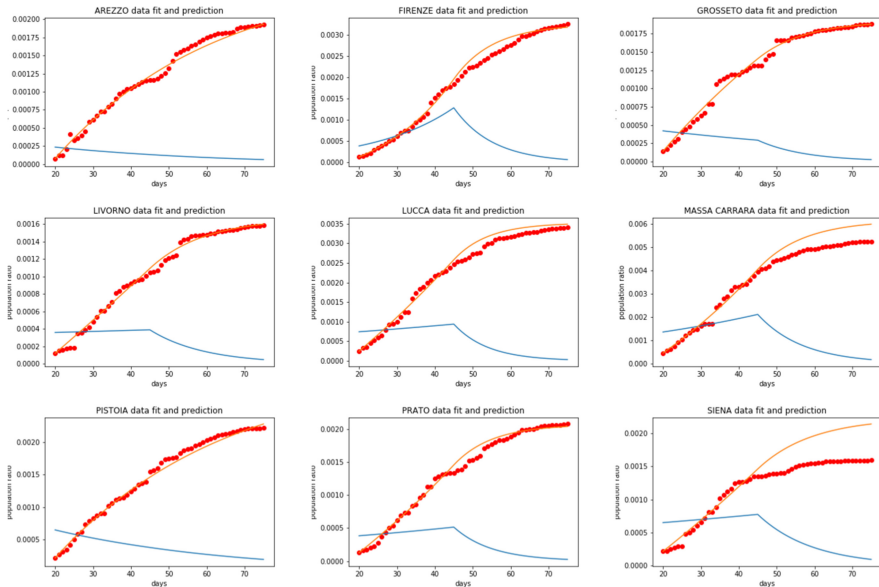 AREZZO data fit and prediction
0.00200
0.00175
0.00150
0.00125
0.00100
0.00075
0.00050
0.00025
0.00000
20 30 40 50 60 70
days
FIRENZE data fit and prediction
0.0030
0.0025
0.0020
0.0015
0.0010
0.0005
0.0000
population ratio
20 30 40 50 60 70
days
GROSSETO data fit and prediction
0.00175
0.00150
0.00125
0.00100
0.00075
0.00050
0.00025
0.00000
20 30 40 50 60 70
days
LIVORNO data fit and prediction
0.0016
0.0014
0.0012
0.0010
0.0008
0.0006
0.0004
0.0002
0.0000
population ratio
20 30 40 50 60 70
days
LUCCA data fit and prediction
0.0035
0.0030
0.0025
0.0020
0.0015
0.0010
0.0005
0.0000
population ratio
20 30 40 50 60 70
days
MASSA CARRARA data fit and prediction
0.006
0.005
0.004
0.003
0.002
0.001
0.000
population ratio
20 30 40 50 60 70
days
PISTOIA data fit and prediction
0.0020
0.0015
0.0010
0.0005
population ratio
20 30 40 50 60 70
days
PRATO data fit and prediction
0.0020
0.0015
0.0010
0.0005
0.0000
population ratio
20 30 40 50 60 70
days
SIENA data fit and prediction
0.0020
0.0015
0.0010
0.0005
0.0000
population ratio
20 30 40 50 60 70
days